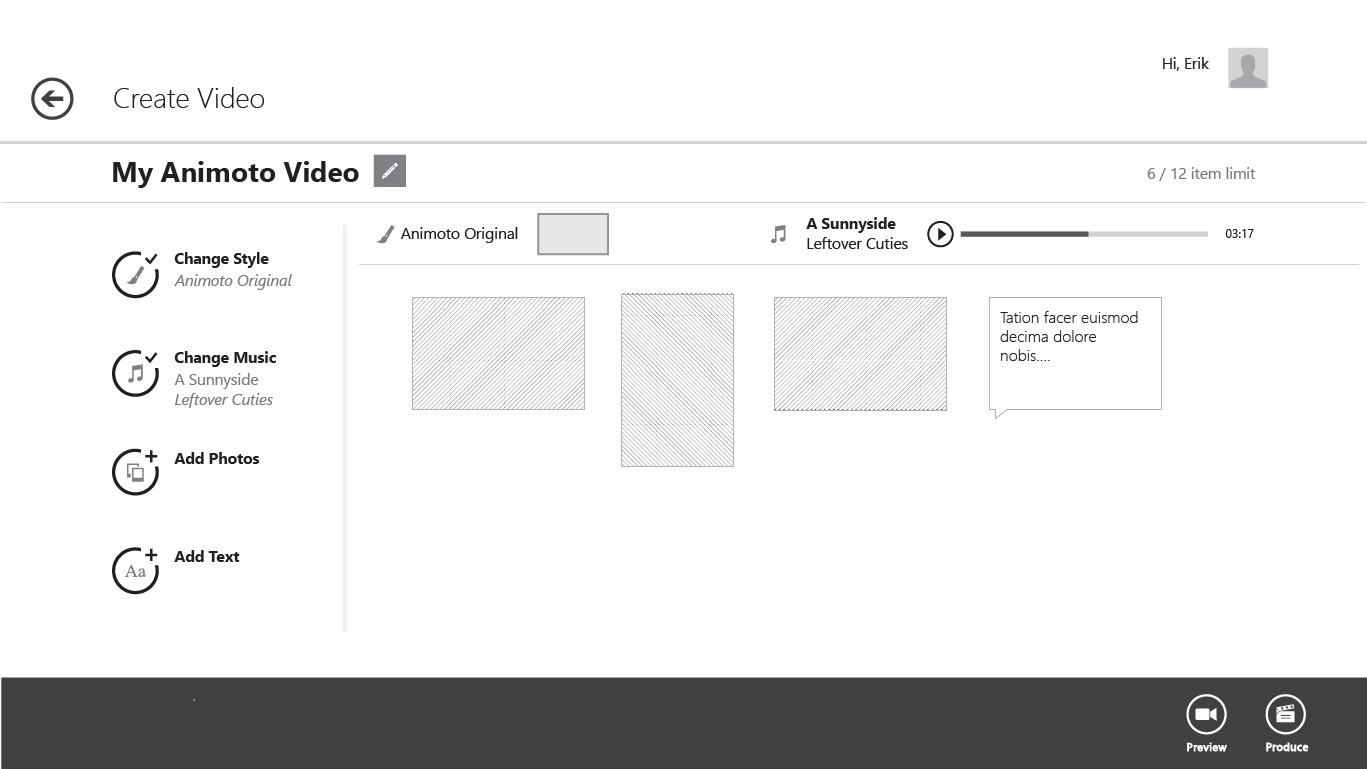 Hi, Erik
Create Video
My Animoto Video
6 / 12 item limit
Animoto Original
A Sunnyside
Leftover Cuties
03:17
Change Style
Animoto Original
Change Music
A Sunnyside
Leftover Cuties
Add Photos
Aa
Add Text
Tation facer euismod
decima dolore
nobis....
Preview
Produce